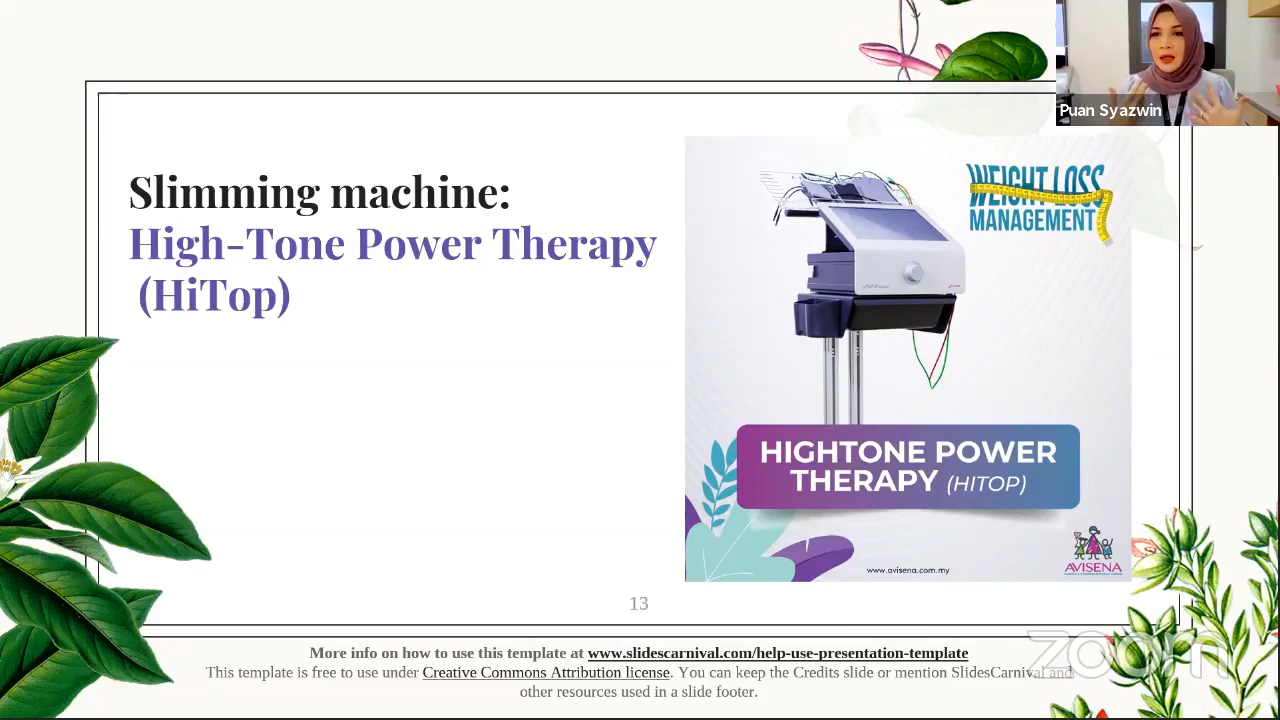 Puan Syazwin
Slimming machine:
High-Tone Power Therapy
(HiTop)
WEIGHT LOSS
MANAGEMENT
HIGHTONE POWER
THERAPY (HITOP)
www.avisena.com.my
AVISENA
13
More info on how to use this template at www.slidescarnival.com/help-use-presentation-template
This template is free to use under Creative Commons Attribution license. You can keep the Credits slide or mention SlidesCarnival and
other resources used in a slide footer.
zoom